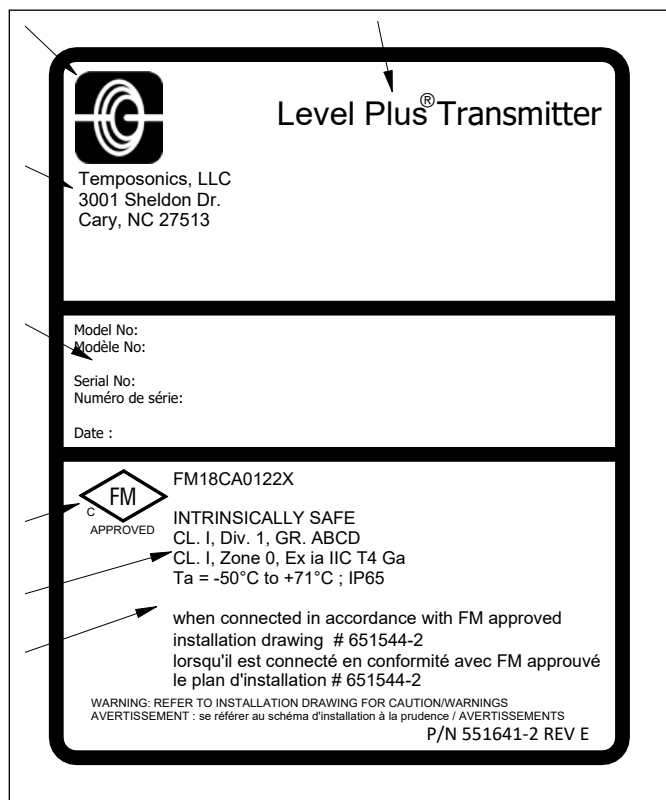 Level Plus® Transmitter
Temposonics, LLC
3001 Sheldon Dr.
Cary, NC 27513
Model No:
Modèle No:
Serial No:
Numéro de série:
Date :
FM
C
APPROVED
FM18CA0122X
INTRINSICALLY SAFE
CL. I, Div. 1, GR. ABCD
CL. I, Zone 0, Ex ia IIC T4 Ga
Ta = -50°C to +71°C ; IP65
when connected in accordance with FM approved
installation drawing # 651544-2
lorsqu'il est connecté en conformité avec FM approuvé
le plan d'installation # 651544-2
WARNING: REFER TO INSTALLATION DRAWING FOR CAUTION/WARNINGS
AVERTISSEMENT : se référer au schéma d'installation à la prudence / AVERTISSEMENTS
P/N 551641-2 REV E